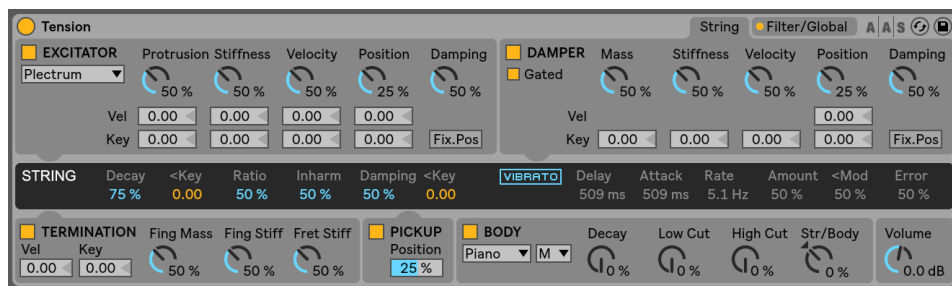 Tension String Filter/Global A A S
EXCITATOR Protrusion Stiffness Velocity Position Damping
Plectrum 50 % 50 % 50 % 25 % 50 %
Vel 0.00 0.00 0.00 0.00
Key 0.00 0.00 0.00 0.00 Fix.Pos
DAMPER Mass Stiffness Velocity Position Damping
Gated 50 % 50 % 50 % 25 % 50 %
Vel 0.00
Key 0.00 0.00 0.00 0.00 Fix.Pos
STRING Decay <Key Ratio Inharm Damping <Key
75 % 0.00 50 % 50 % 50 % 0.00
VIBRATO Delay Attack Rate Amount <Mod Error
509 ms 509 ms 5.1 Hz 50 % 50 % 50 %
TERMINATION Fing Mass Fing Stiff Fret Stiff
Vel Key
0.00 0.00 50 % 50 % 50 %
PICKUP
Position
25 %
BODY Decay Low Cut High Cut Str/Body
Piano M 0 % 0 % 0 % 0 %
Volume
0.0 dB